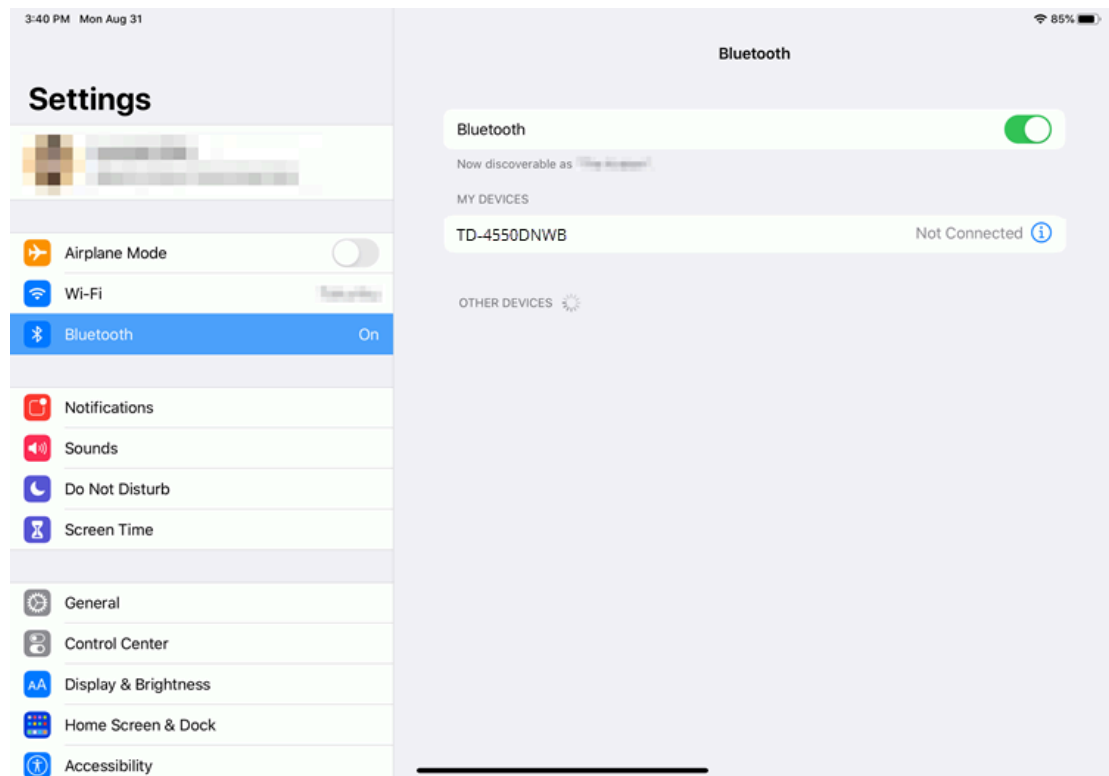 3:40 PM Mon Aug 31
85%
Settings
Airplane Mode
Wi-Fi
Bluetooth On
Notifications
Sounds
Do Not Disturb
Screen Time
General
Control Center
AA Display & Brightness
Home Screen & Dock
Accessibility
Bluetooth
Bluetooth
Now discoverable as
MY DEVICES
TD-4550DNWB Not Connected
OTHER DEVICES